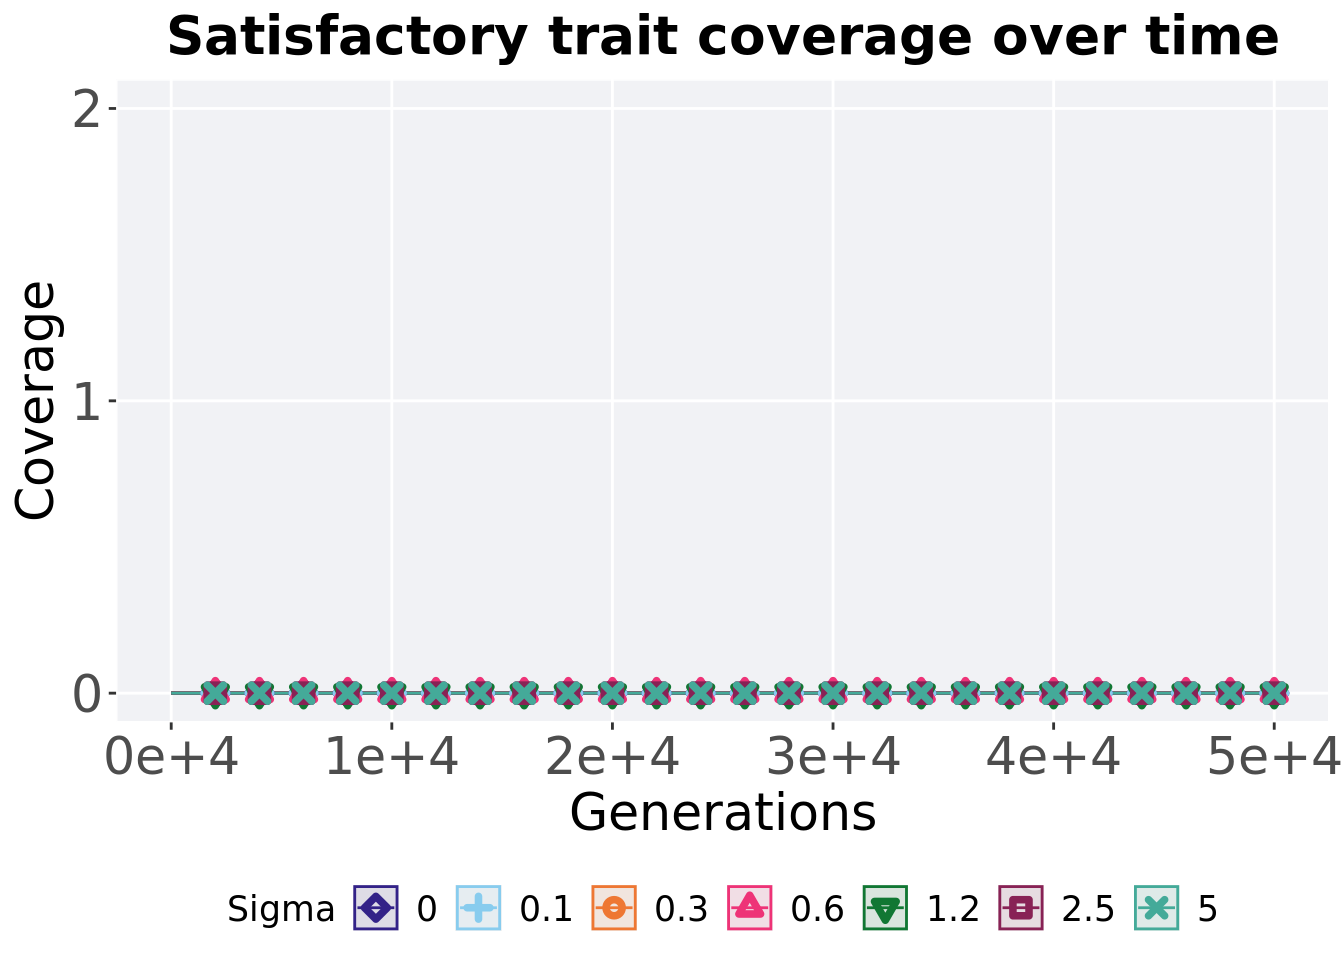 Satisfactory trait coverage over time
Coverage
2
1
0
0e+4 1e+4 2e+4 3e+4 4e+4 5e+4
Generations
Sigma 0 0.1 0.3 0.6 1.2 2.5 5